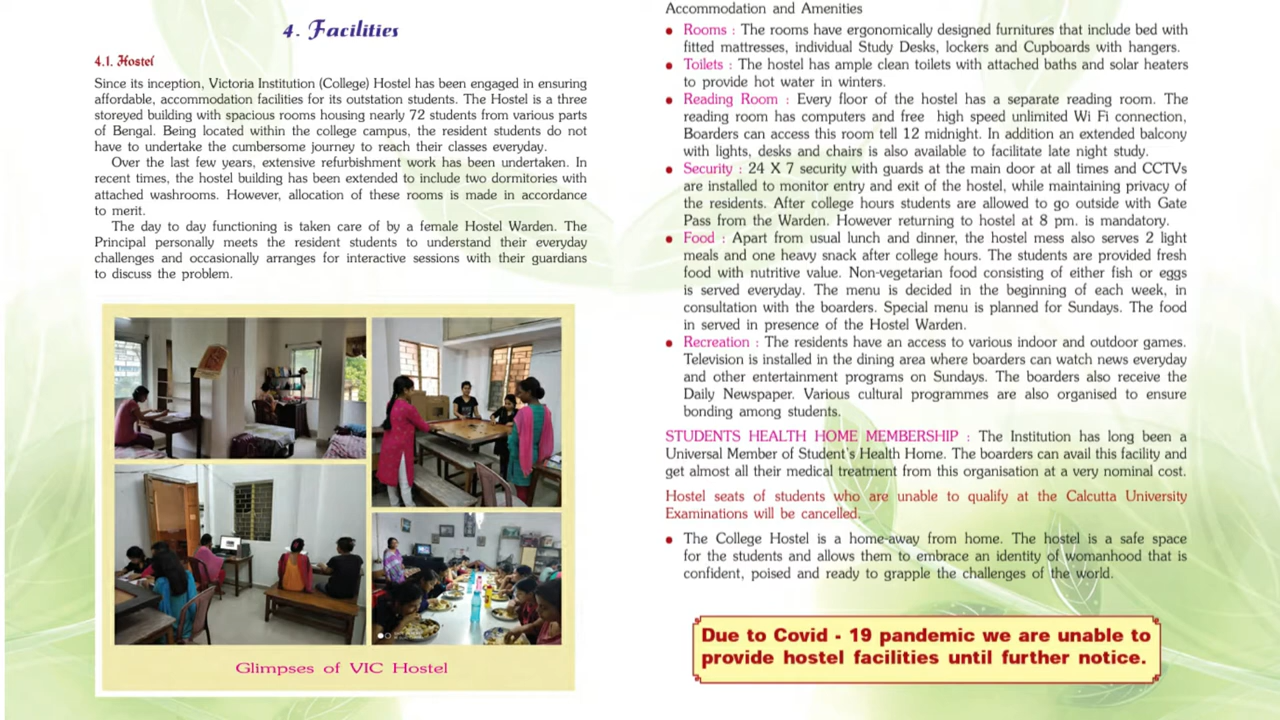 4. Facilities
4.1. Hostel
Since its inception, Victoria Institution (College) Hostel has been engaged in ensuring
affordable, accommodation facilities for its outstation students. The Hostel is a three
storeyed building with spacious rooms housing nearly 72 students from various parts
of Bengal. Being located within the college campus, the resident students do not
have to undertake the cumbersome journey to reach their classes everyday.
Over the last few years, extensive refurbishment work has been undertaken. In
recent times, the hostel building has been extended to include two dormitories with
attached washrooms. However, allocation of these rooms is made in accordance
to merit.
The day to day functioning is taken care of by a female Hostel Warden. The
Principal personally meets the resident students to understand their everyday
challenges and occasionally arranges for interactive sessions with their guardians
to discuss the problem.
Glimpses of VIC Hostel
Accommodation and Amenities
• Rooms : The rooms have ergonomically designed furnitures that include bed with
fitted mattresses, individual Study Desks, lockers and Cupboards with hangers.
• Toilets : The hostel has ample clean toilets with attached baths and solar heaters
to provide hot water in winters.
• Reading Room : Every floor of the hostel has a separate reading room. The
reading room has computers and free high speed unlimited Wi Fi connection,
Boarders can access this room tell 12 midnight. In addition an extended balcony
with lights, desks and chairs is also available to facilitate late night study.
• Security : 24 X 7 security with guards at the main door at all times and CCTVs
are installed to monitor entry and exit of the hostel, while maintaining privacy of
the residents. After college hours students are allowed to go outside with Gate
Pass from the Warden. However returning to hostel at 8 pm. is mandatory.
• Food : Apart from usual lunch and dinner, the hostel mess also serves 2 light
meals and one heavy snack after college hours. The students are provided fresh
food with nutritive value. Non-vegetarian food consisting of either fish or eggs
is served everyday. The menu is decided in the beginning of each week, in
consultation with the boarders. Special menu is planned for Sundays. The food
in served in presence of the Hostel Warden.
• Recreation : The residents have an access to various indoor and outdoor games.
Television is installed in the dining area where boarders can watch news everyday
and other entertainment programs on Sundays. The boarders also receive the
Daily Newspaper. Various cultural programmes are also organised to ensure
bonding among students.
STUDENTS HEALTH HOME MEMBERSHIP : The Institution has long been a
Universal Member of Student's Health Home. The boarders can avail this facility and
get almost all their medical treatment from this organisation at a very nominal cost.
Hostel seats of students who are unable to qualify at the Calcutta University
Examinations will be cancelled.
• The College Hostel is a home-away from home. The hostel is a safe space
for the students and allows them to embrace an identity of womanhood that is
confident, poised and ready to grapple the challenges of the world.
Due to Covid - 19 pandemic we are unable to
provide hostel facilities until further notice.